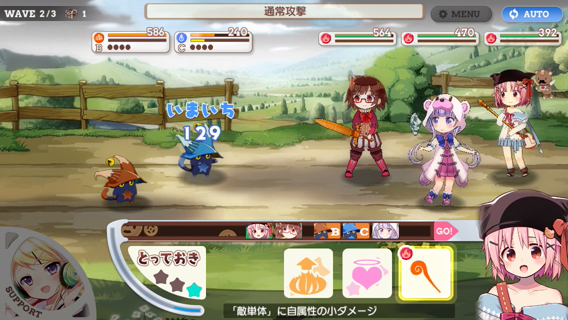 WAVE 2/3 1
通常攻撃
MENU
AUTO
586
B
240
C
564
470
392
いまいち
129
B
C
GO!
とっておき
SUPPORT
「敵単体」に自属性の小ダメージ